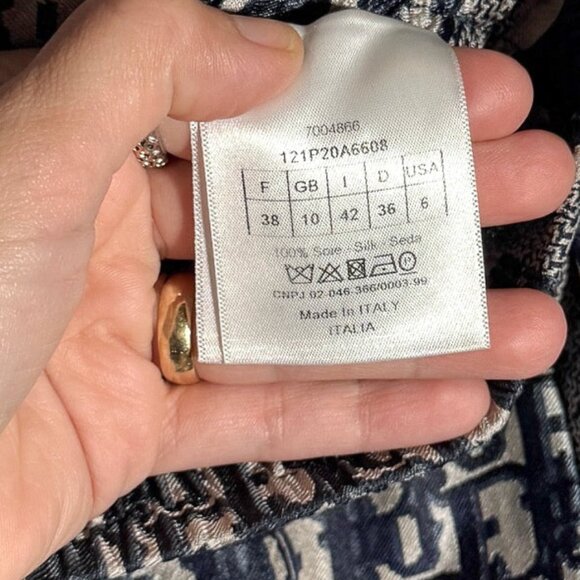 7004866
121P20A6608
F GB I D USA
38 10 42 36 6
100% Soie - Silk - Seda
CNPJ 02-046-366/0003-99
Made In ITALY
ITALIA